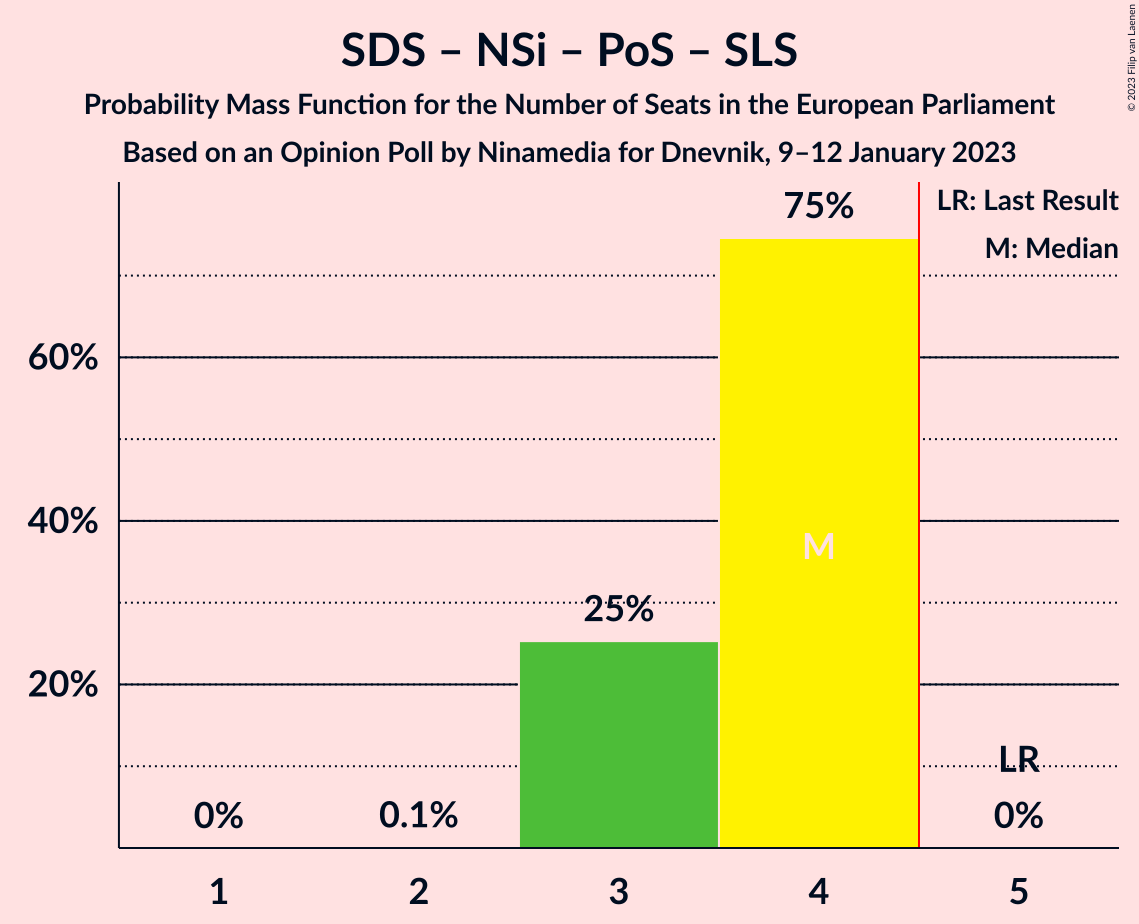 SDS – NSi – PoS – SLS
Probability Mass Function for the Number of Seats in the European Parliament
Based on an Opinion Poll by Ninamedia for Dnevnik, 9–12 January 2023
© 2023 Filip van Laenen
LR: Last Result
M: Median
75%
60%
40%
M
25%
20%
LR
0%
0.1%
0%
1
2
3
4
5